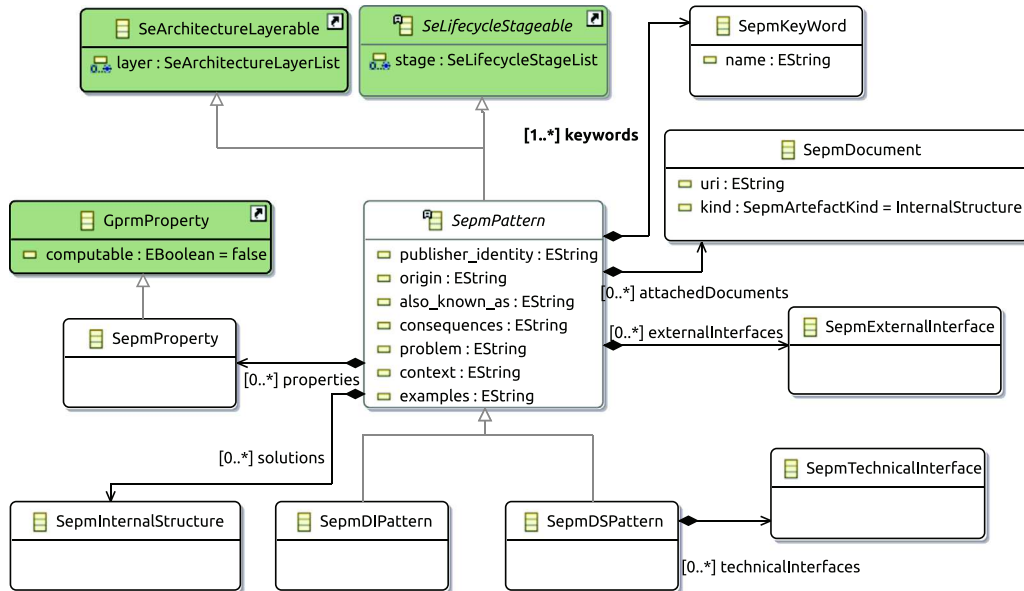 SeArchitectureLayerable
layer : SeArchitectureLayerList
SeLifecycleStageable
stage : SeLifecycleStageList
SepmKeyWord
name : EString
[1..*] keywords
SepmDocument
uri : EString
kind : SepmArtefactKind = InternalStructure
GprmProperty
computable : EBoolean = false
SepmPattern
publisher_identity : EString
origin : EString
also_known_as : EString
consequences : EString
problem : EString
context : EString
examples : EString
[0..*] attachedDocuments
[0..*] externalInterfaces
SepmExternalInterface
SepmProperty
[0..*] properties
[0..*] solutions
SepmTechnicalInterface
SepmInternalStructure
SepmDIPattern
SepmDSPattern
[0..*] technicalInterfaces